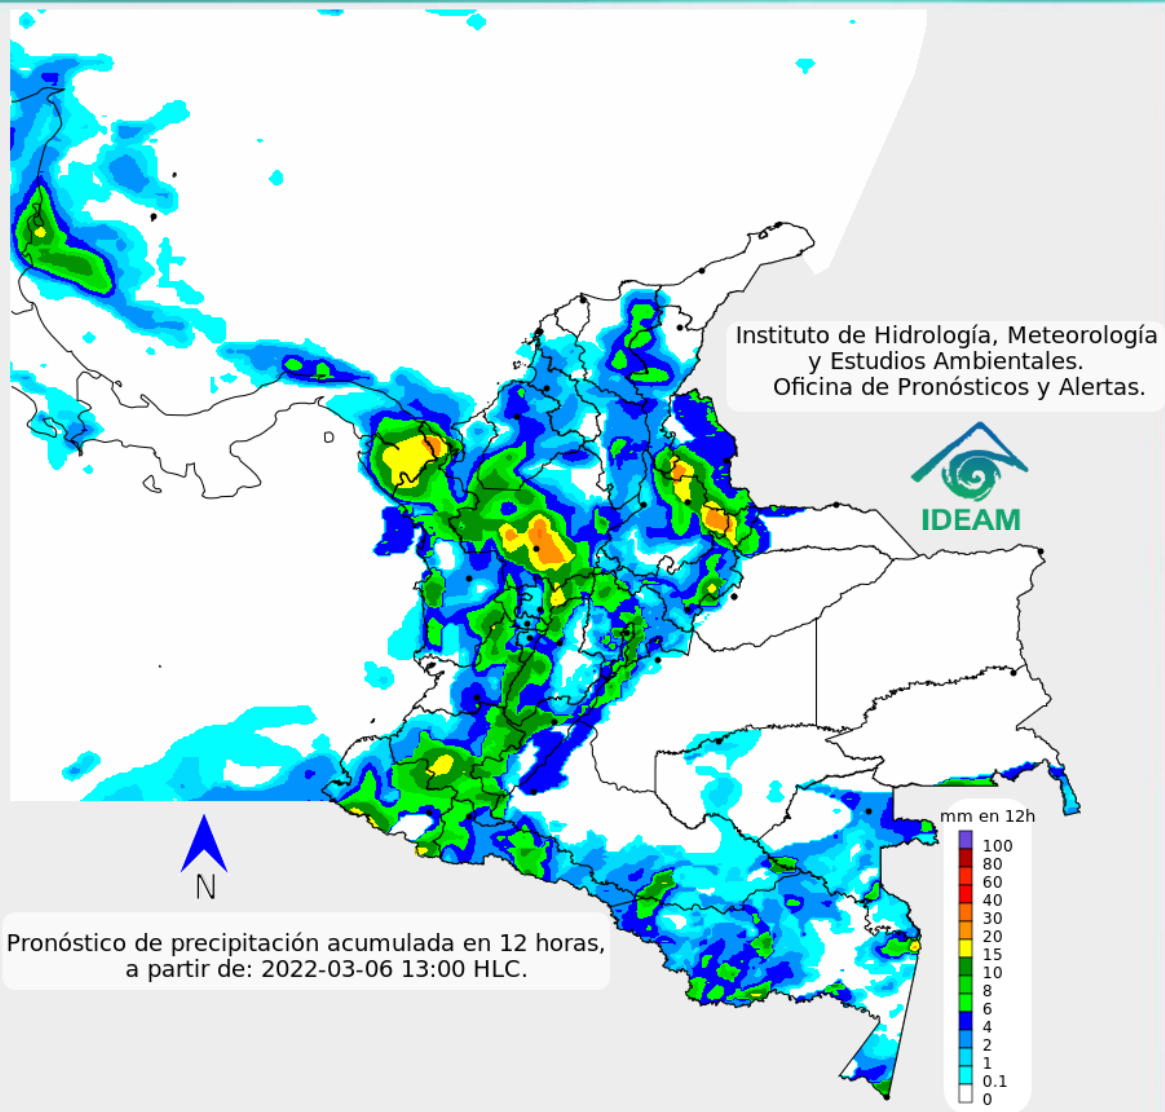 Instituto de Hidrología, Meteorología
y Estudios Ambientales.
Oficina de Pronósticos y Alertas.
IDEAM
mm en 12h
100
80
60
40
30
20
15
10
8
6
4
2
1
0.1
0
N
Pronóstico de precipitación acumulada en 12 horas,
a partir de: 2022-03-06 13:00 HLC.